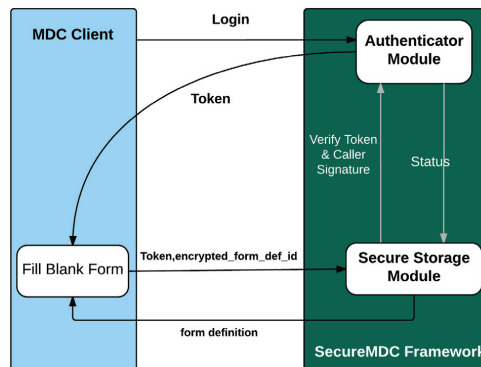 Login
MDC Client
Authenticator
Module
Token
Verify Token
& Caller
Signature
Status
Token,encrypted_form_def_id
Fill Blank Form
Secure Storage
Module
form definition
SecureMDC Framework